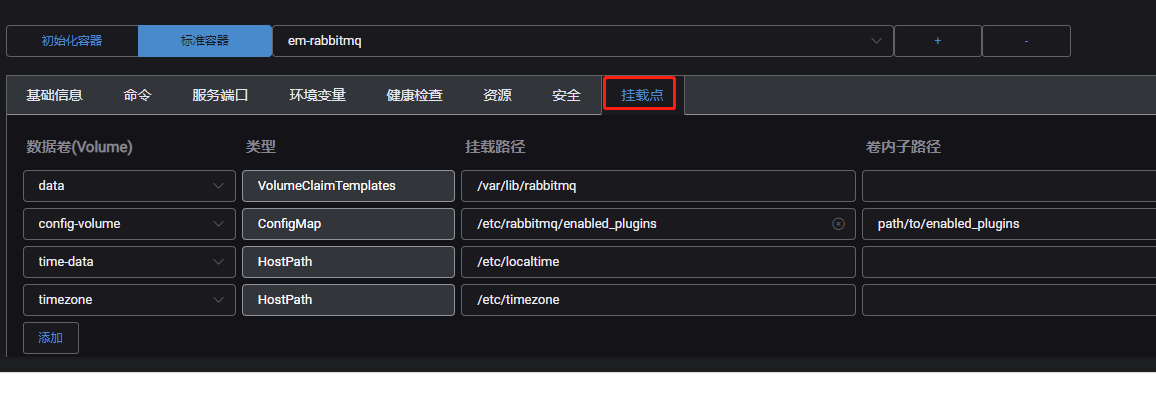 初始化容器 标准容器 em-rabbitmq + -
基础信息 命令 服务端口 环境变量 健康检查 资源 安全 挂载点
数据卷(Volume) 类型 挂载路径 卷内子路径
data VolumeClaimTemplates /var/lib/rabbitmq
config-volume ConfigMap /etc/rabbitmq/enabled_plugins path/to/enabled_plugins
time-data HostPath /etc/localtime
timezone HostPath /etc/timezone
添加